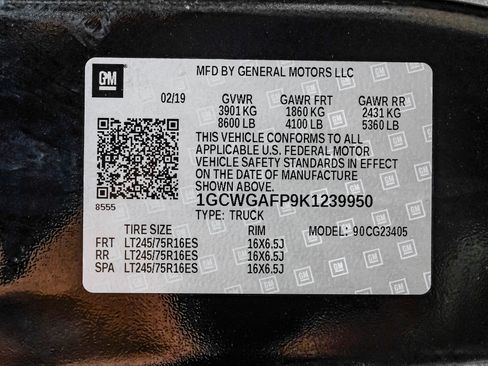 GM
MFD BY GENERAL MOTORS LLC
02/19 GVWR GAWR FRT GAWR RR
3901 KG 1860 KG 2431 KG
8600 LB 4100 LB 5360 LB
THIS VEHICLE CONFORMS TO ALL
APPLICABLE U.S. FEDERAL MOTOR
VEHICLE SAFETY STANDARDS IN EFFECT
ON THE DATE OF MANUFACTURE
SHOWN ABOVE.
8555
1GCWGAFP9K1239950
TYPE: TRUCK
TIRE SIZE RIM MODEL: 90CG23405
FRT LT245/75R16ES 16X6.5J
RR LT245/75R16ES 16X6.5J
SPA LT245/75R16ES 16X6.5J